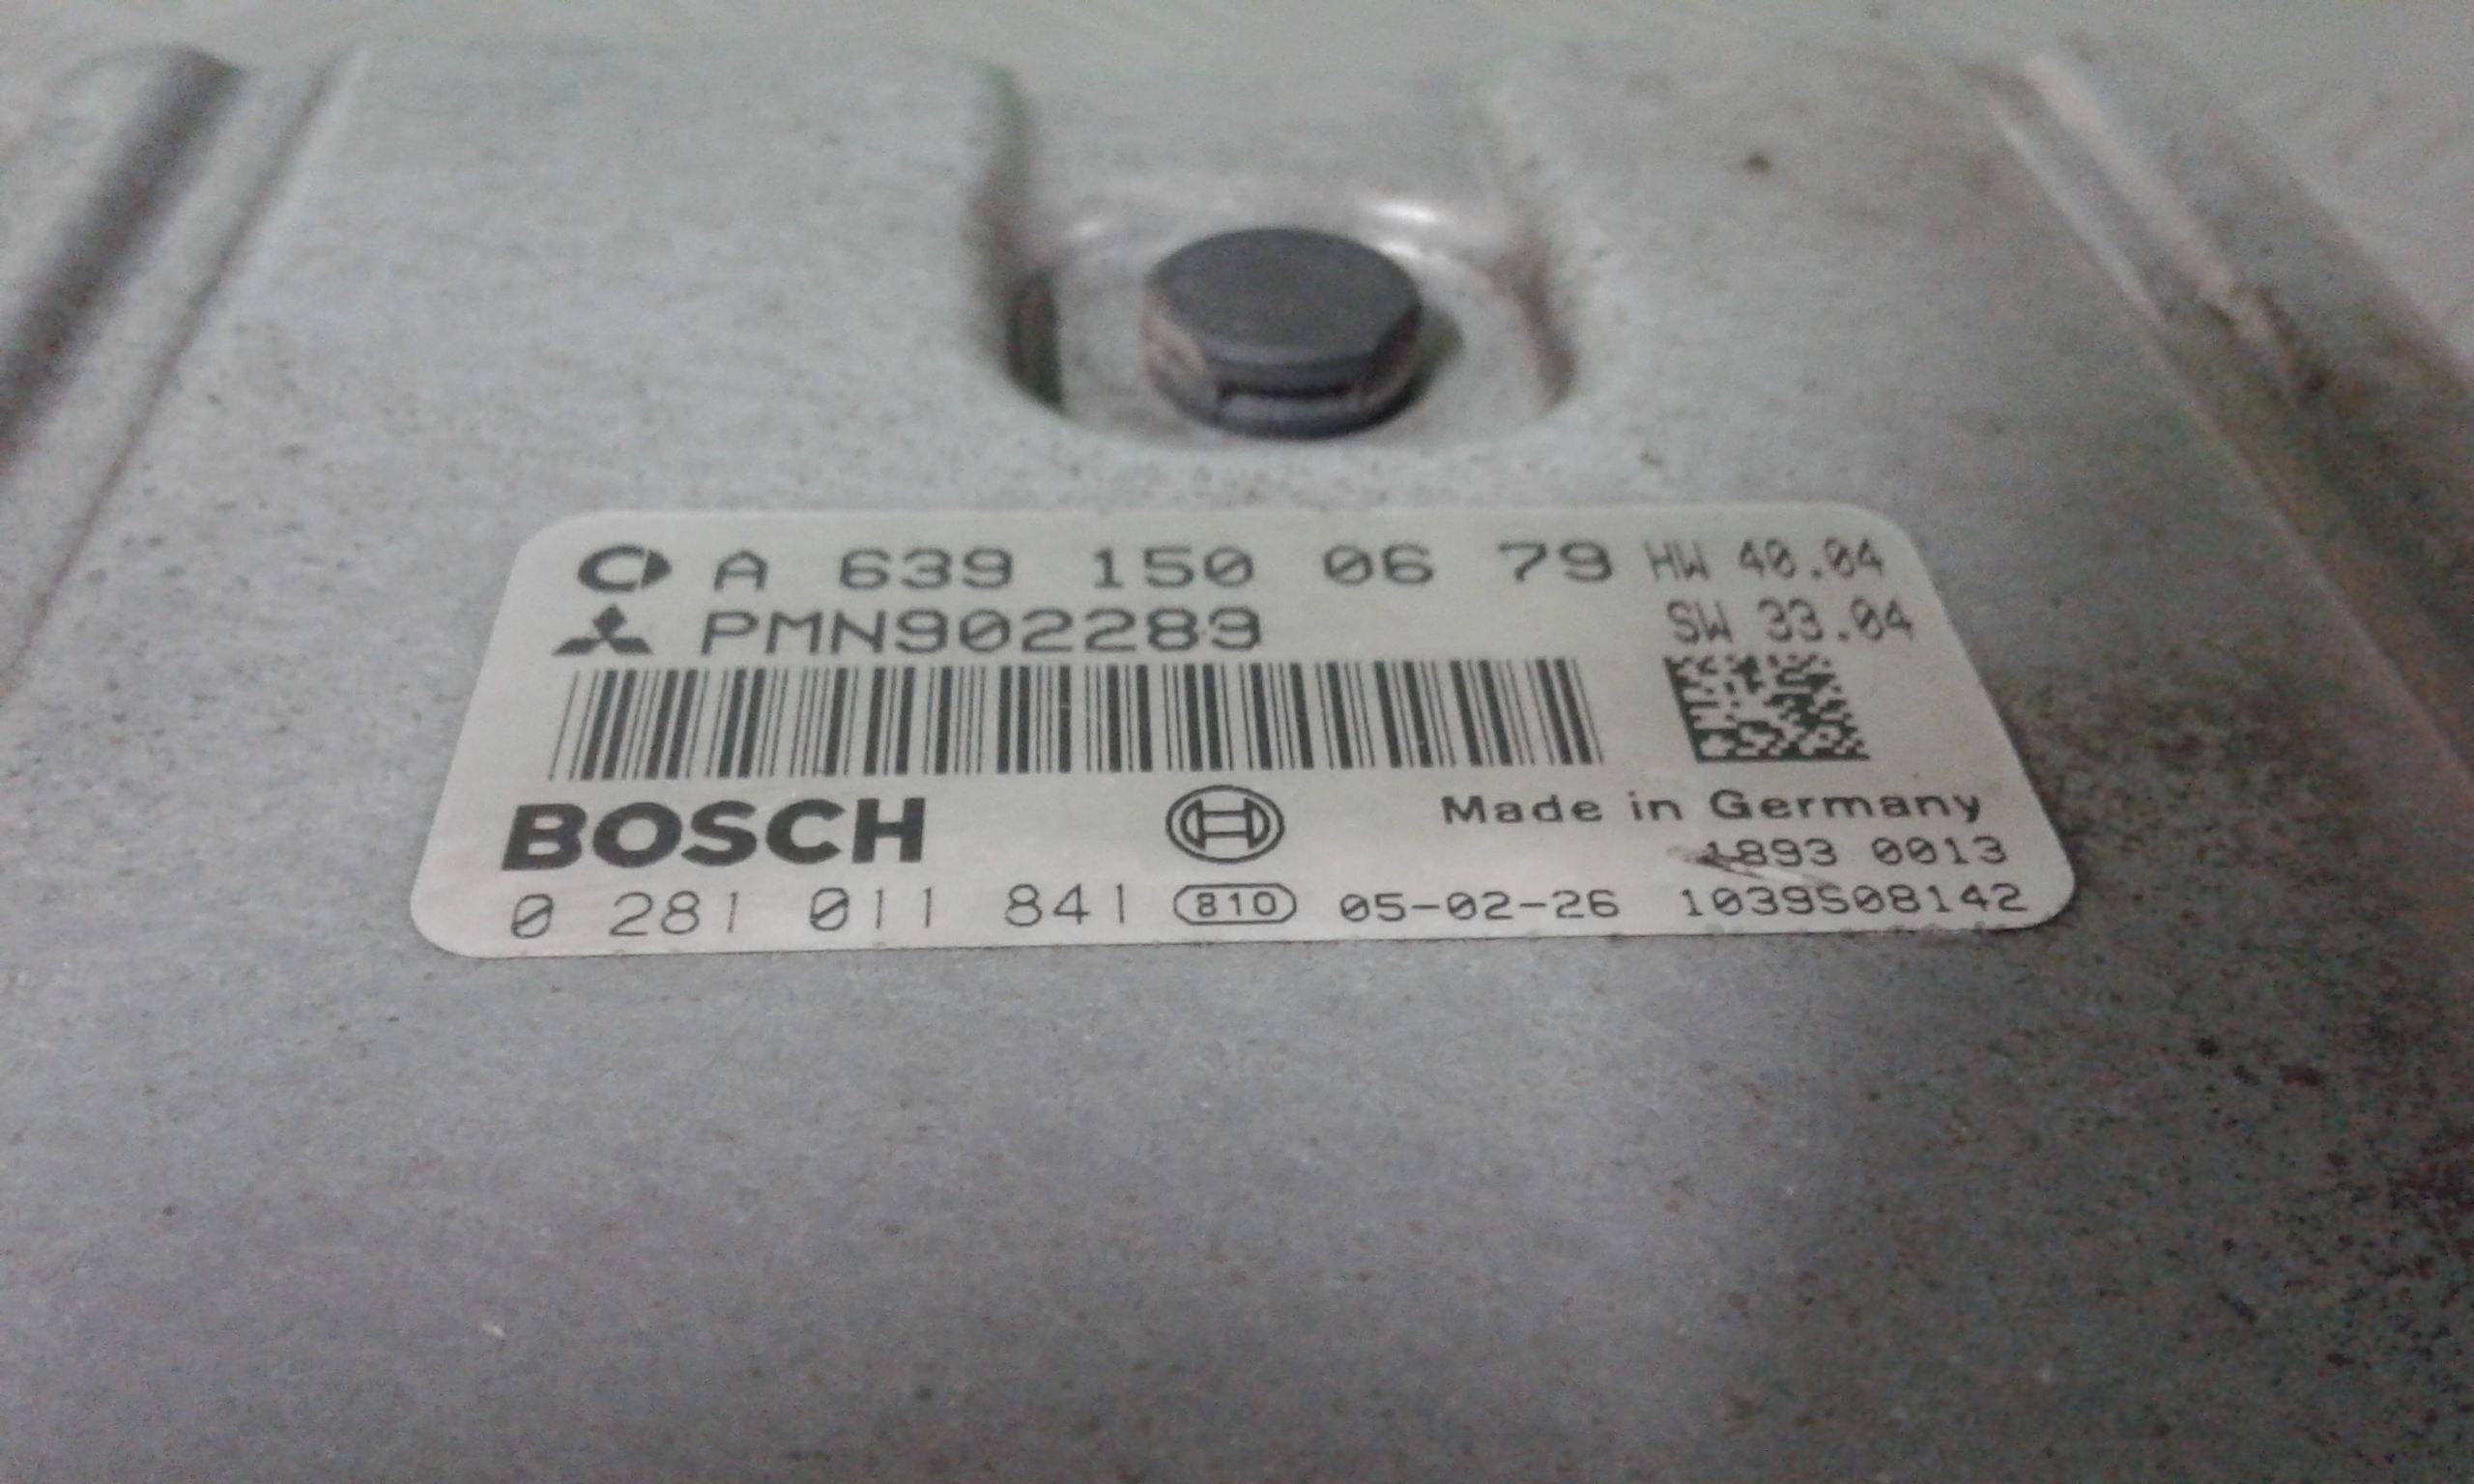 A 639 150 06 79 HW 40.04
PMN902289 SW 33.04
BOSCH Made in Germany
1893 0013
0 281 011 841 810 05-02-26 1039S08142